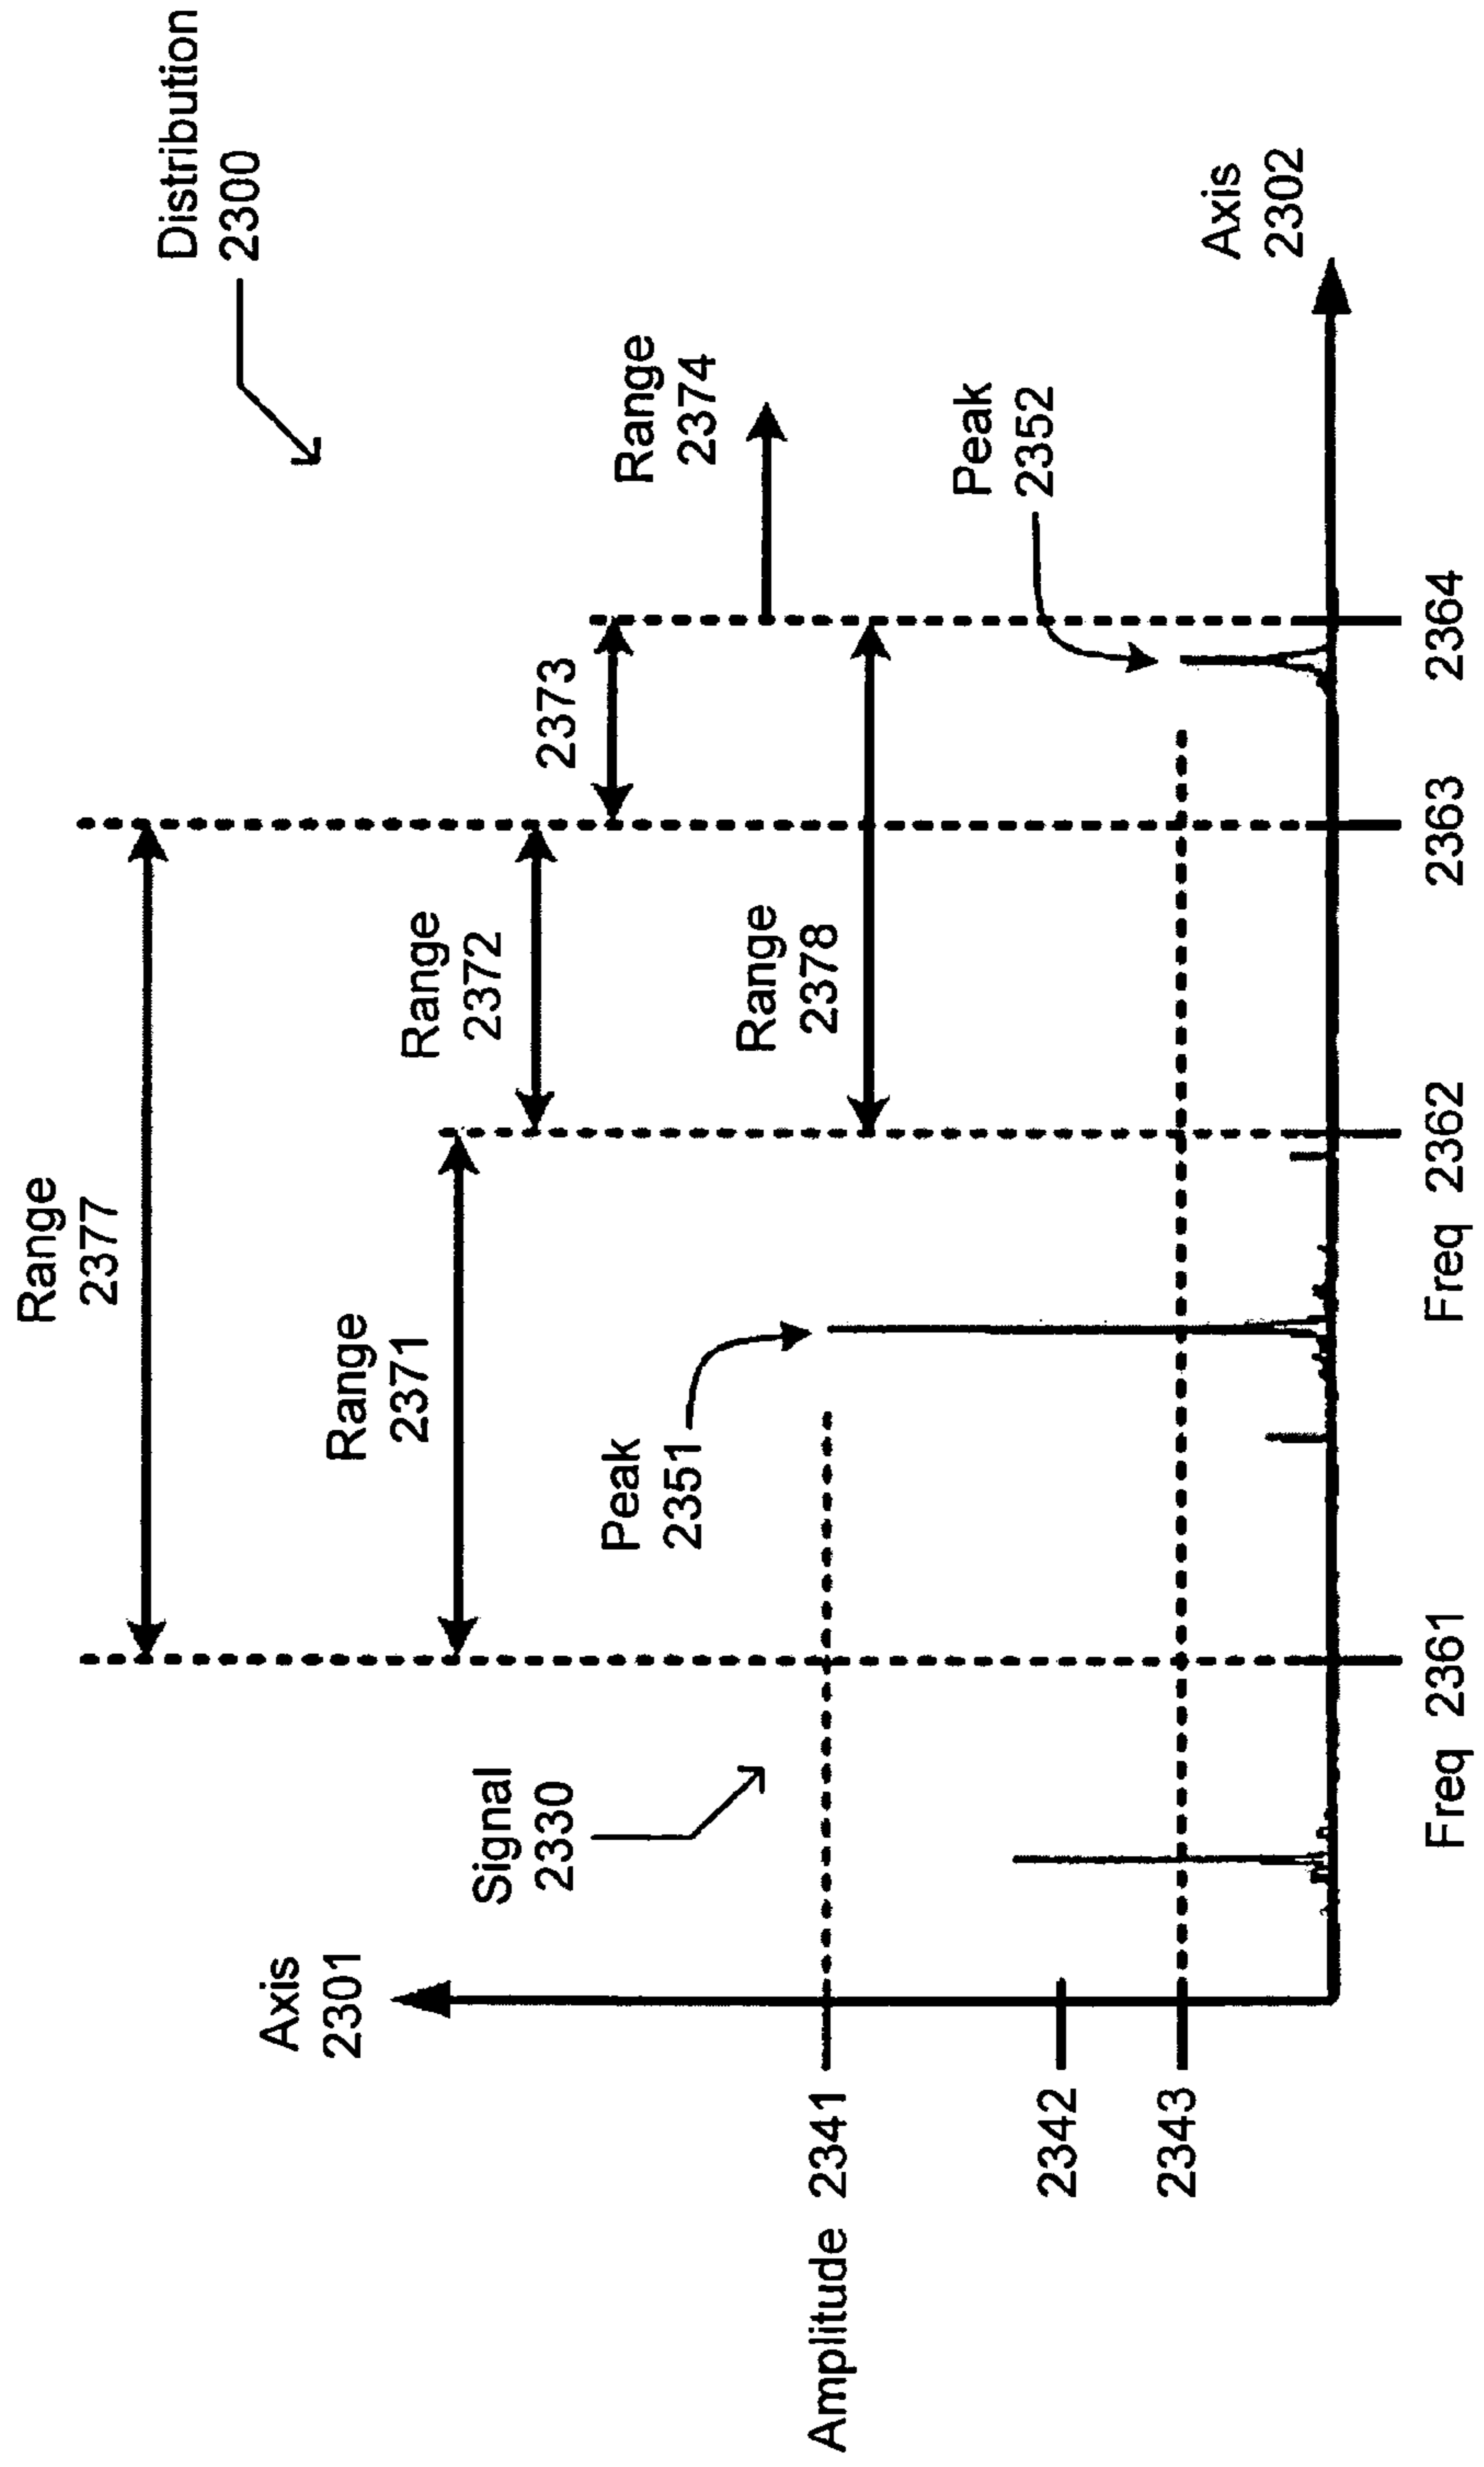 Distribution
2300
Range
2377
Axis
2301
Range
2371
Range
2372
Signal
2330
2373
Range
2374
Peak
2351
Range
2378
Peak
2352
Axis
2302
Amplitude 2341
2342
2343
Freq 2361
Freq 2362
2363
2364